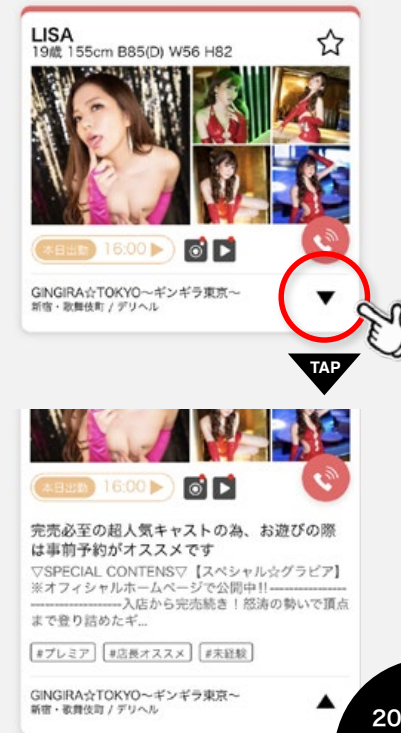 LISA
19歳 155cm B85(D) W56 H82
本日出勤 16:00▶
GINGIRA☆TOKYO〜ギンギラ東京〜
新宿・歌舞伎町 / デリヘル
▼
TAP
本日出勤 16:00▶
完売必至の超人気キャストの為、お遊びの際
は事前予約がオススメです
▽SPECIAL CONTENS▽【スペシャル☆グラビア】
※オフィシャルホームページで公開中!!----------------
--------------------入店から完売続き！怒涛の勢いで頂点
まで登り詰めたギ...
#プレミア #店長オススメ #未経験
GINGIRA☆TOKYO〜ギンギラ東京〜
新宿・歌舞伎町 / デリヘル
▲
20